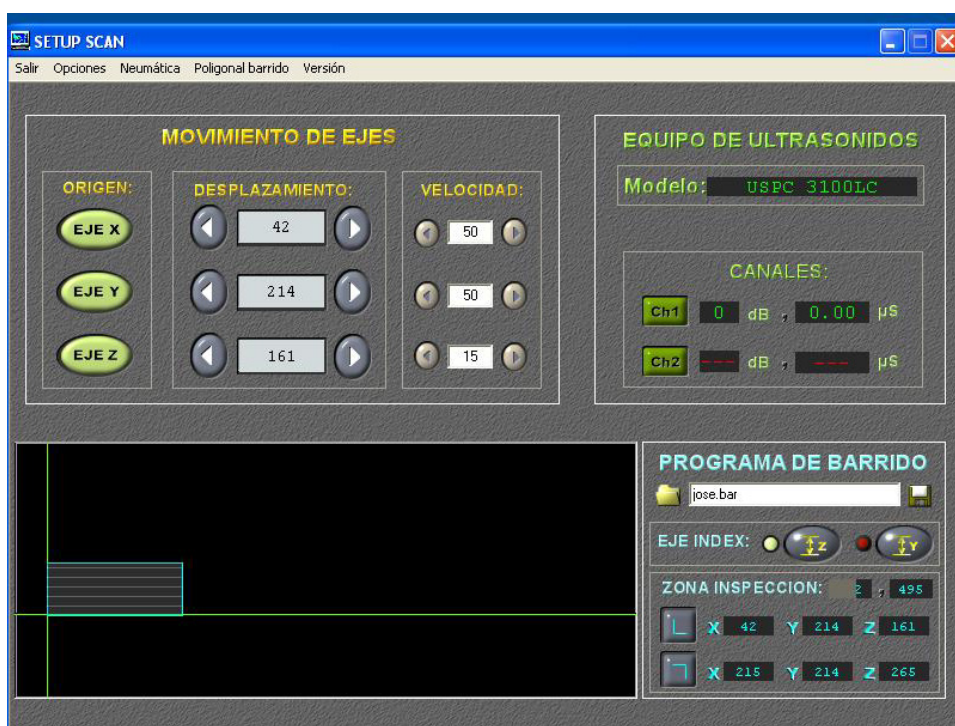 SETUP SCAN
Salir Opciones Neumática Poligonal barrido Versión
MOVIMIENTO DE EJES
ORIGEN: DESPLAZAMIENTO: VELOCIDAD:
EJE X 42 50
EJE Y 214 50
EJE Z 161 15
EQUIPO DE ULTRASONIDOS
Modelo: USPC 3100LC
CANALES:
Ch1 0 dB , 0.00 µS
Ch2 --- dB , --- µS
PROGRAMA DE BARRIDO
jose.bar
EJE INDEX: Z Y
ZONA INSPECCION: 2 , 495
X 42 Y 214 Z 161
X 215 Y 214 Z 265